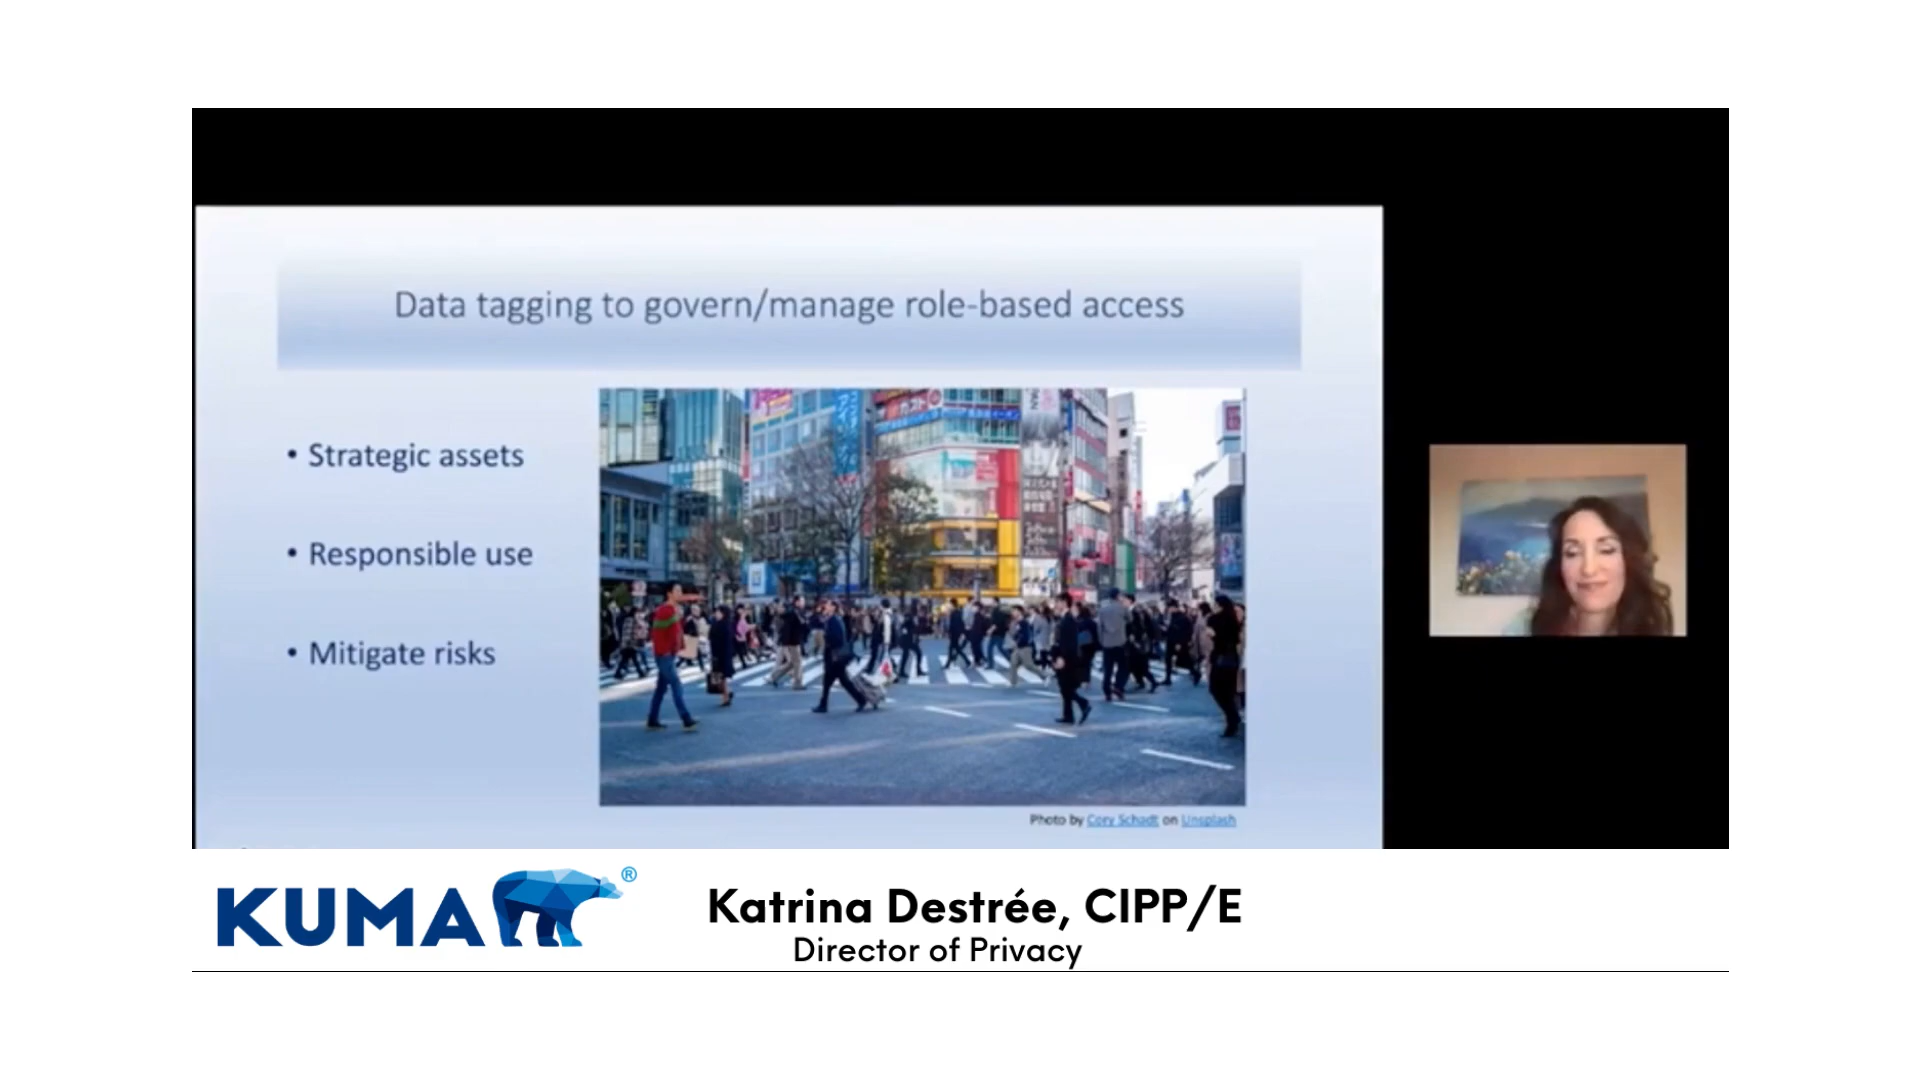 Data tagging to govern/manage role-based access
• Strategic assets
• Responsible use
• Mitigate risks
Photo by Cory Schadt on Unsplash
KUMA®
Katrina Destrée, CIPP/E
Director of Privacy